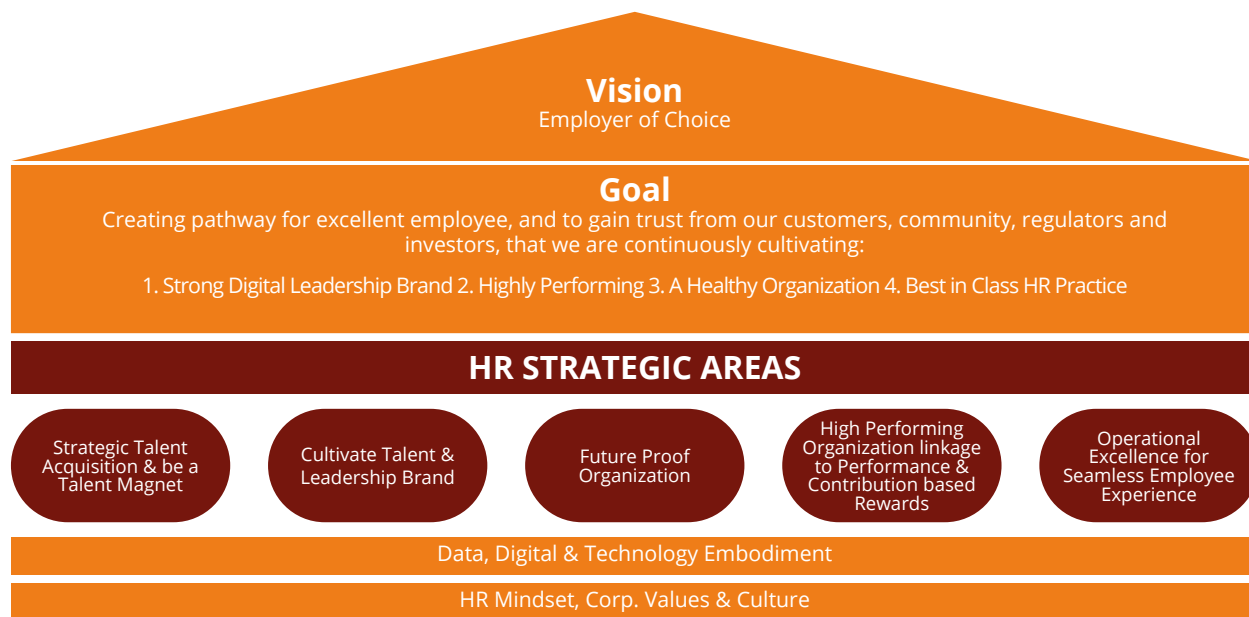 Vision
Employer of Choice
Goal
Creating pathway for excellent employee, and to gain trust from our customers, community, regulators and
investors, that we are continuously cultivating:
1. Strong Digital Leadership Brand 2. Highly Performing 3. A Healthy Organization 4. Best in Class HR Practice
HR STRATEGIC AREAS
Strategic Talent
Acquisition & be a
Talent Magnet
Cultivate Talent &
Leadership Brand
Future Proof
Organization
High Performing
Organization linkage
to Performance &
Contribution based
Rewards
Operational
Excellence for
Seamless Employee
Experience
Data, Digital & Technology Embodiment
HR Mindset, Corp. Values & Culture